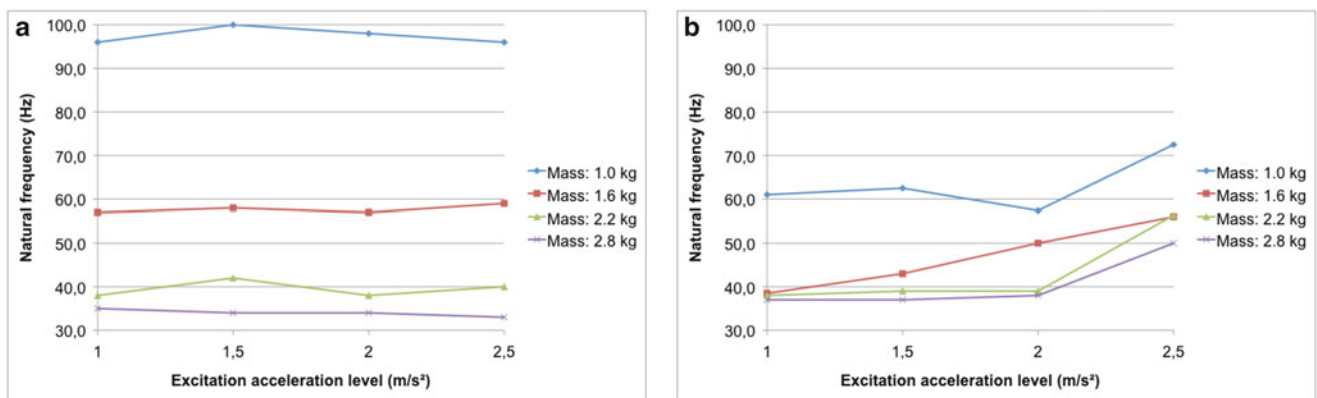 a
Natural frequency (Hz)
100,0
90,0
80,0
70,0
60,0
50,0
40,0
30,0
1 1,5 2 2,5
Excitation acceleration level (m/s²)
Mass: 1.0 kg
Mass: 1.6 kg
Mass: 2.2 kg
Mass: 2.8 kg
b
Natural frequency (Hz)
100,0
90,0
80,0
70,0
60,0
50,0
40,0
30,0
1 1,5 2 2,5
Excitation acceleration level (m/s²)
Mass: 1.0 kg
Mass: 1.6 kg
Mass: 2.2 kg
Mass: 2.8 kg